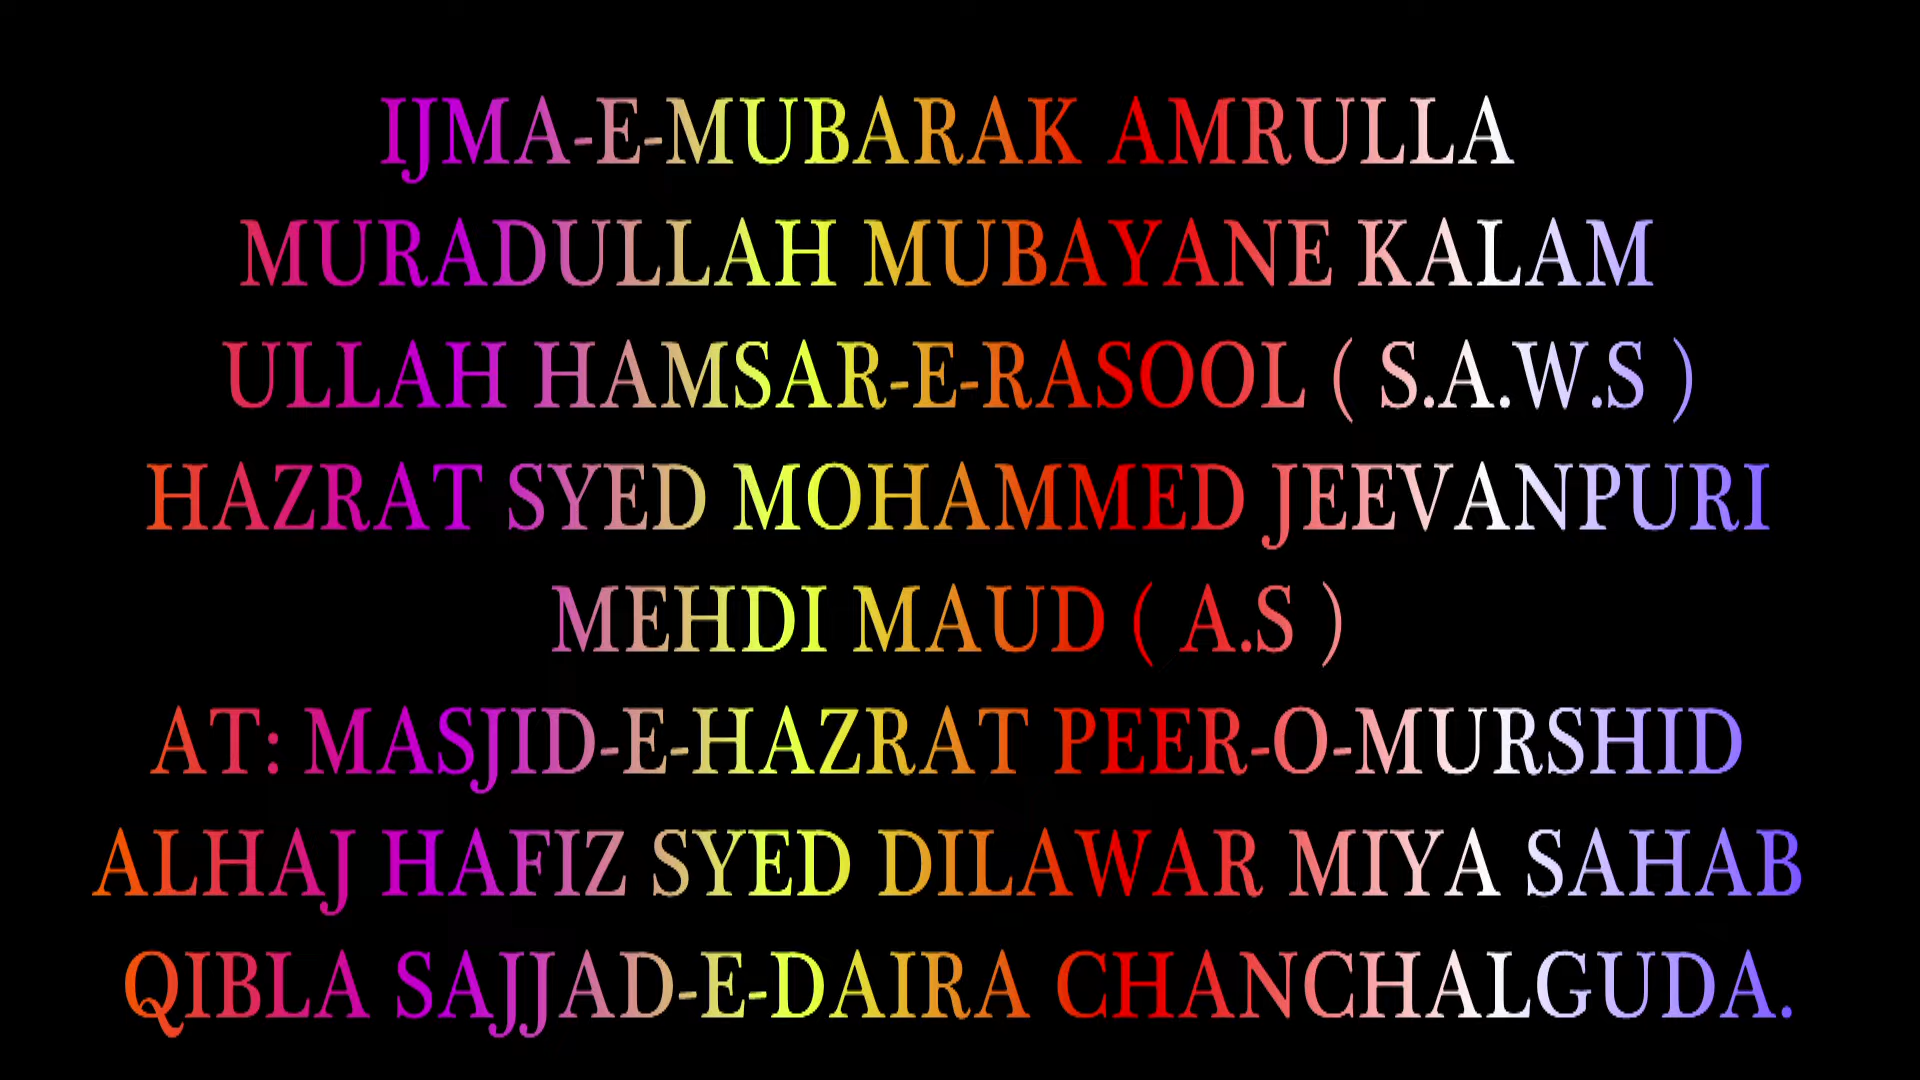 IJMA-E-MUBARAK AMRULLA
MURADULLAH MUBAYANE KALAM
ULLAH HAMSAR-E-RASOOL ( S.A.W.S )
HAZRAT SYED MOHAMMED JEEVANPURI
MEHDI MAUD ( A.S )
AT: MASJID-E-HAZRAT PEER-O-MURSHID
ALHAJ HAFIZ SYED DILAWAR MIYA SAHAB
QIBLA SAJJAD-E-DAIRA CHANCHALGUDA.